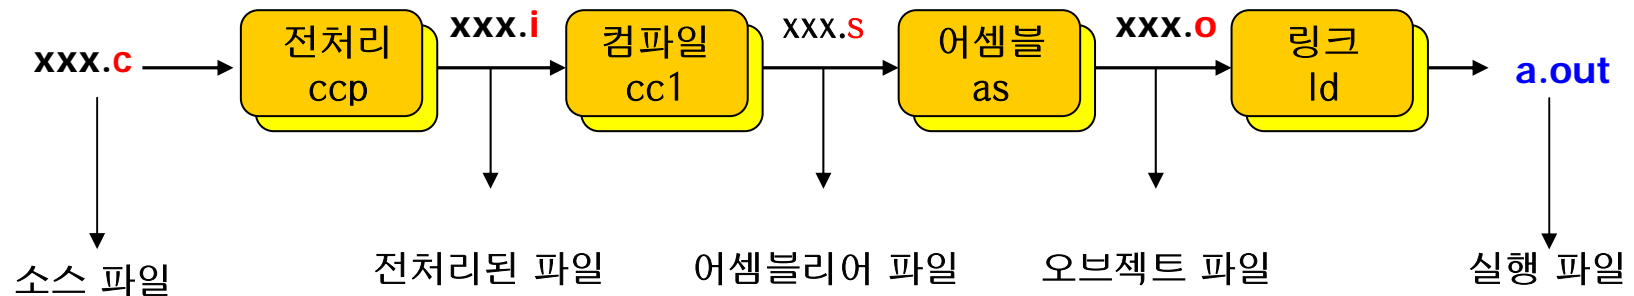 xxx.c
전처리
ccp
xxx.i
컴파일
cc1
xxx.s
어셈블
as
xxx.o
링크
ld
a.out
소스 파일
전처리된 파일
어셈블리어 파일
오브젝트 파일
실행 파일